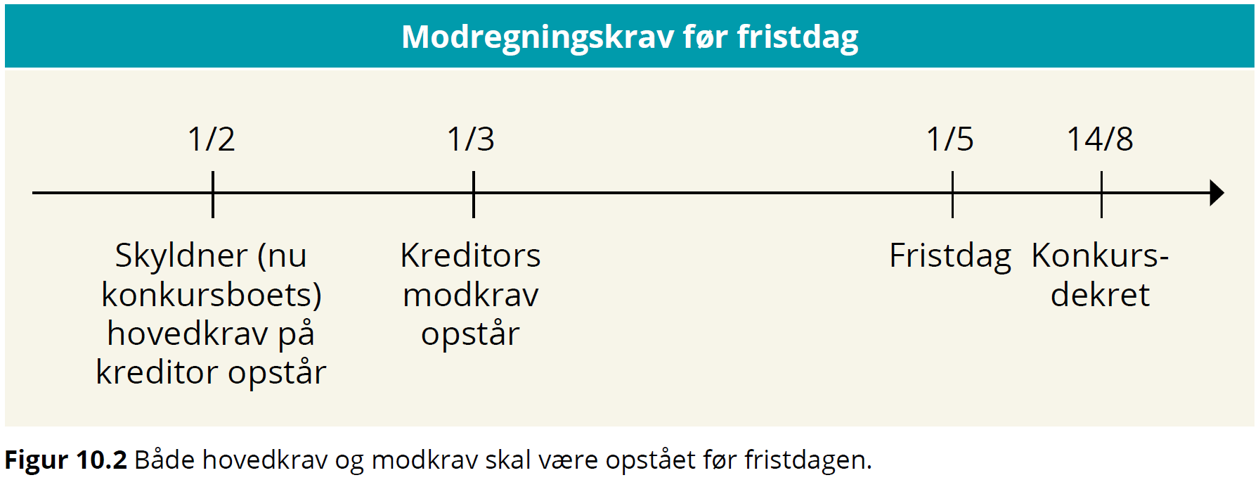 Modregningskrav før fristdag
1/2
1/3
1/5
14/8
Skyldner (nu
konkursboets)
hovedkrav på
kreditor opstår
Kreditors
modkrav
opstår
Fristdag
Konkurs-
dekret
Figur 10.2 Både hovedkrav og modkrav skal være opstået før fristdagen.